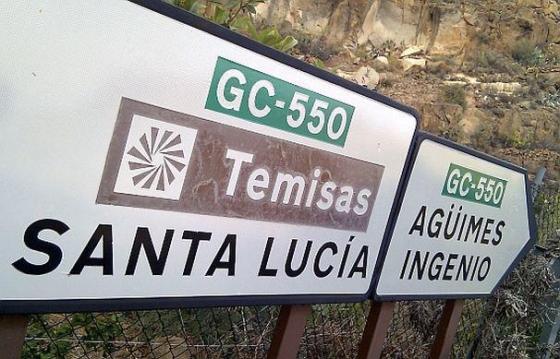 GC-550
Temisas
SANTA LUCÍA
GC-550
AGÜIMES
INGENIO